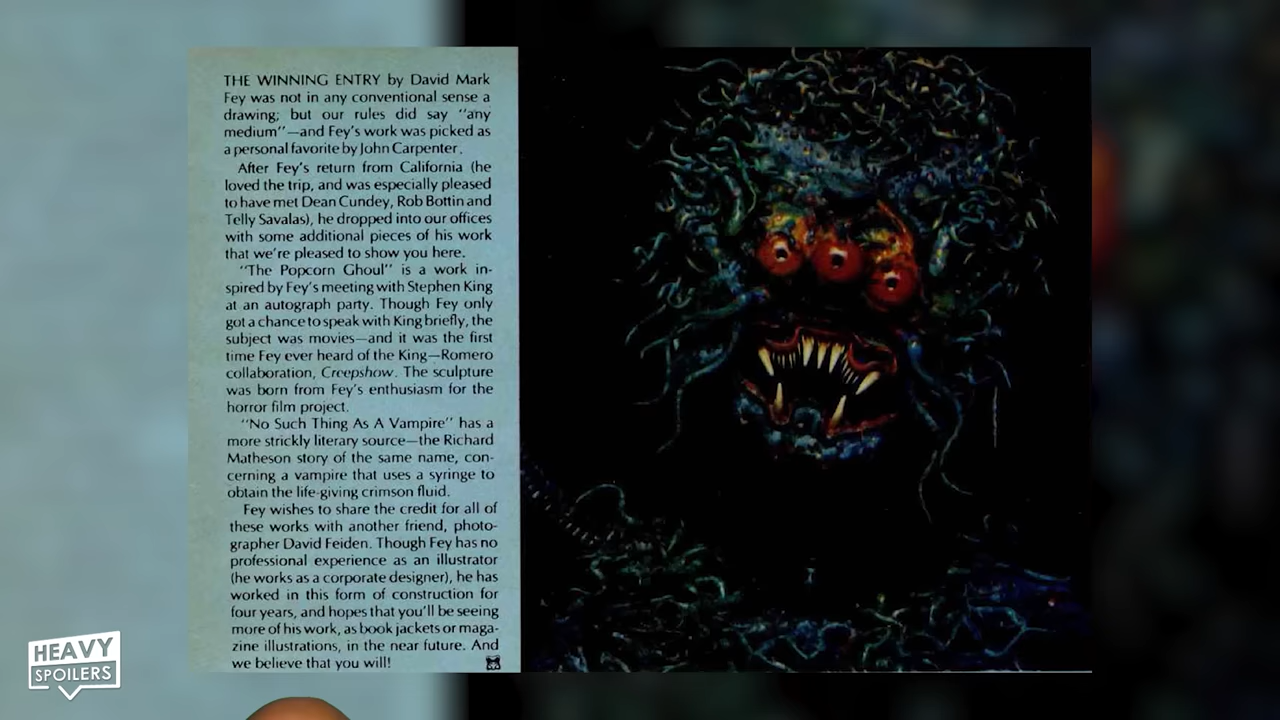 THE WINNING ENTRY by David Mark
Fey was not in any conventional sense a
drawing; but our rules did say "any
medium"—and Fey's work was picked as
a personal favorite by John Carpenter.
After Fey's return from California (he
loved the trip, and was especially pleased
to have met Dean Cundey, Rob Bottin and
Telly Savalas), he dropped into our offices
with some additional pieces of his work
that we're pleased to show you here.
"The Popcorn Ghoul" is a work in-
spired by Fey's meeting with Stephen King
at an autograph party. Though Fey only
got a chance to speak with King briefly, the
subject was movies—and it was the first
time Fey ever heard of the King—Romero
collaboration, Creepshow. The sculpture
was born from Fey's enthusiasm for the
horror film project.
"No Such Thing As A Vampire" has a
more strickly literary source—the Richard
Matheson story of the same name, con-
cerning a vampire that uses a syringe to
obtain the life-giving crimson fluid.
Fey wishes to share the credit for all of
these works with another friend, photo-
grapher David Feiden. Though Fey has no
professional experience as an illustrator
(he works as a corporate designer), he has
worked in this form of construction for
four years, and hopes that you'll be seeing
more of his work, as book jackets or maga-
zine illustrations, in the near future. And
we believe that you will!
HEAVY
SPOILERS